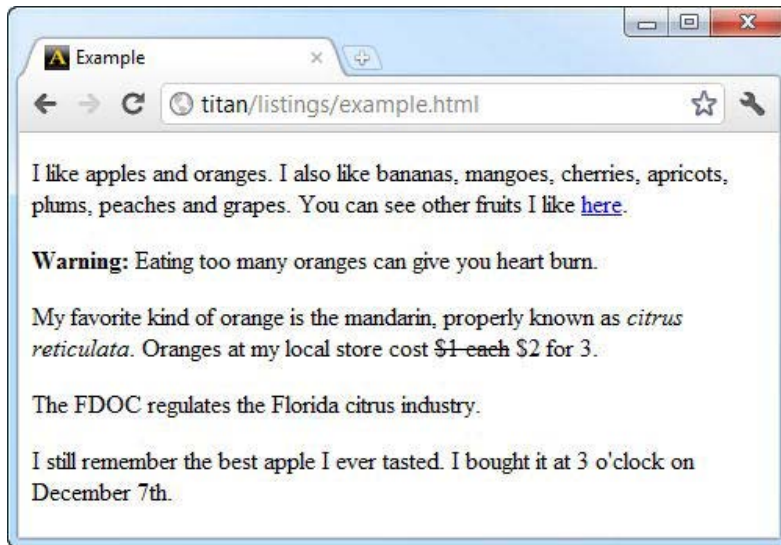 Example
titan/listings/example.html
I like apples and oranges. I also like bananas, mangoes, cherries, apricots,
plums, peaches and grapes. You can see other fruits I like here.
Warning: Eating too many oranges can give you heart burn.
My favorite kind of orange is the mandarin, properly known as citrus
reticulata. Oranges at my local store cost $1 each $2 for 3.
The FDOC regulates the Florida citrus industry.
I still remember the best apple I ever tasted. I bought it at 3 o'clock on
December 7th.